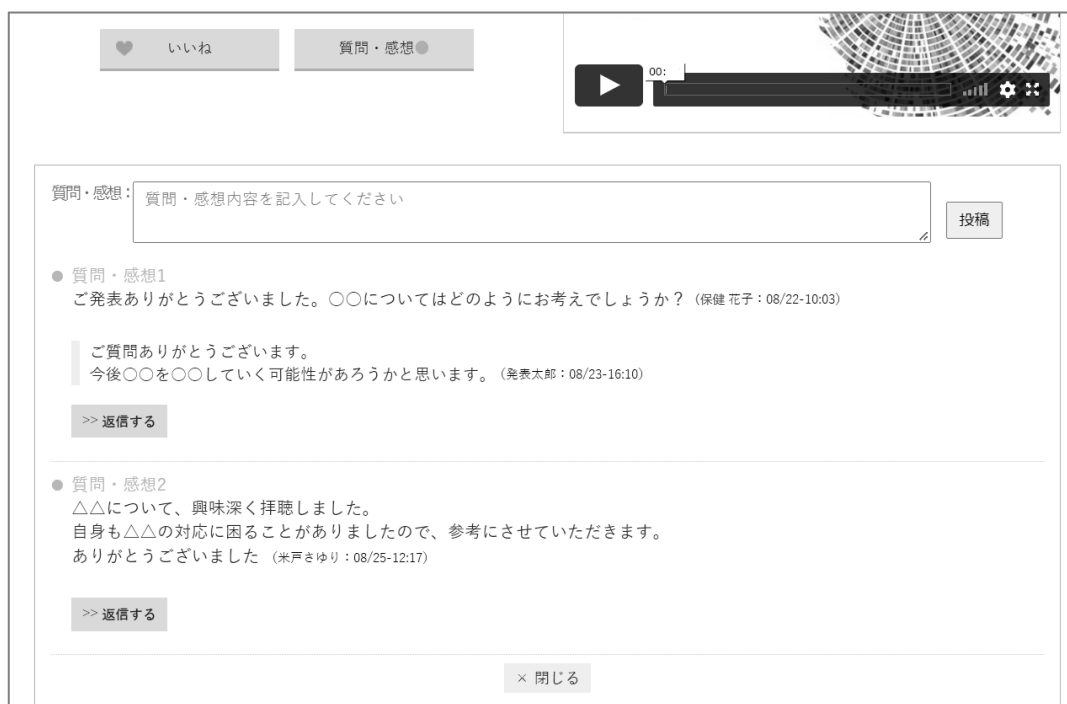 いいね
質問・感想
00:
質問・感想：
質問・感想内容を記入してください
投稿
質問・感想1
ご発表ありがとうございました。○○についてはどのようにお考えでしょうか？（保健 花子：08/22-10:03）
ご質問ありがとうございます。
今後○○を○○していく可能性があろうかと思います。（発表太郎：08/23-16:10）
>> 返信する
質問・感想2
△△について、興味深く拝聴しました。
自身も△△の対応に困ることがありましたので、参考にさせていただきます。
ありがとうございました（米戸さゆり：08/25-12:17）
>> 返信する
× 閉じる